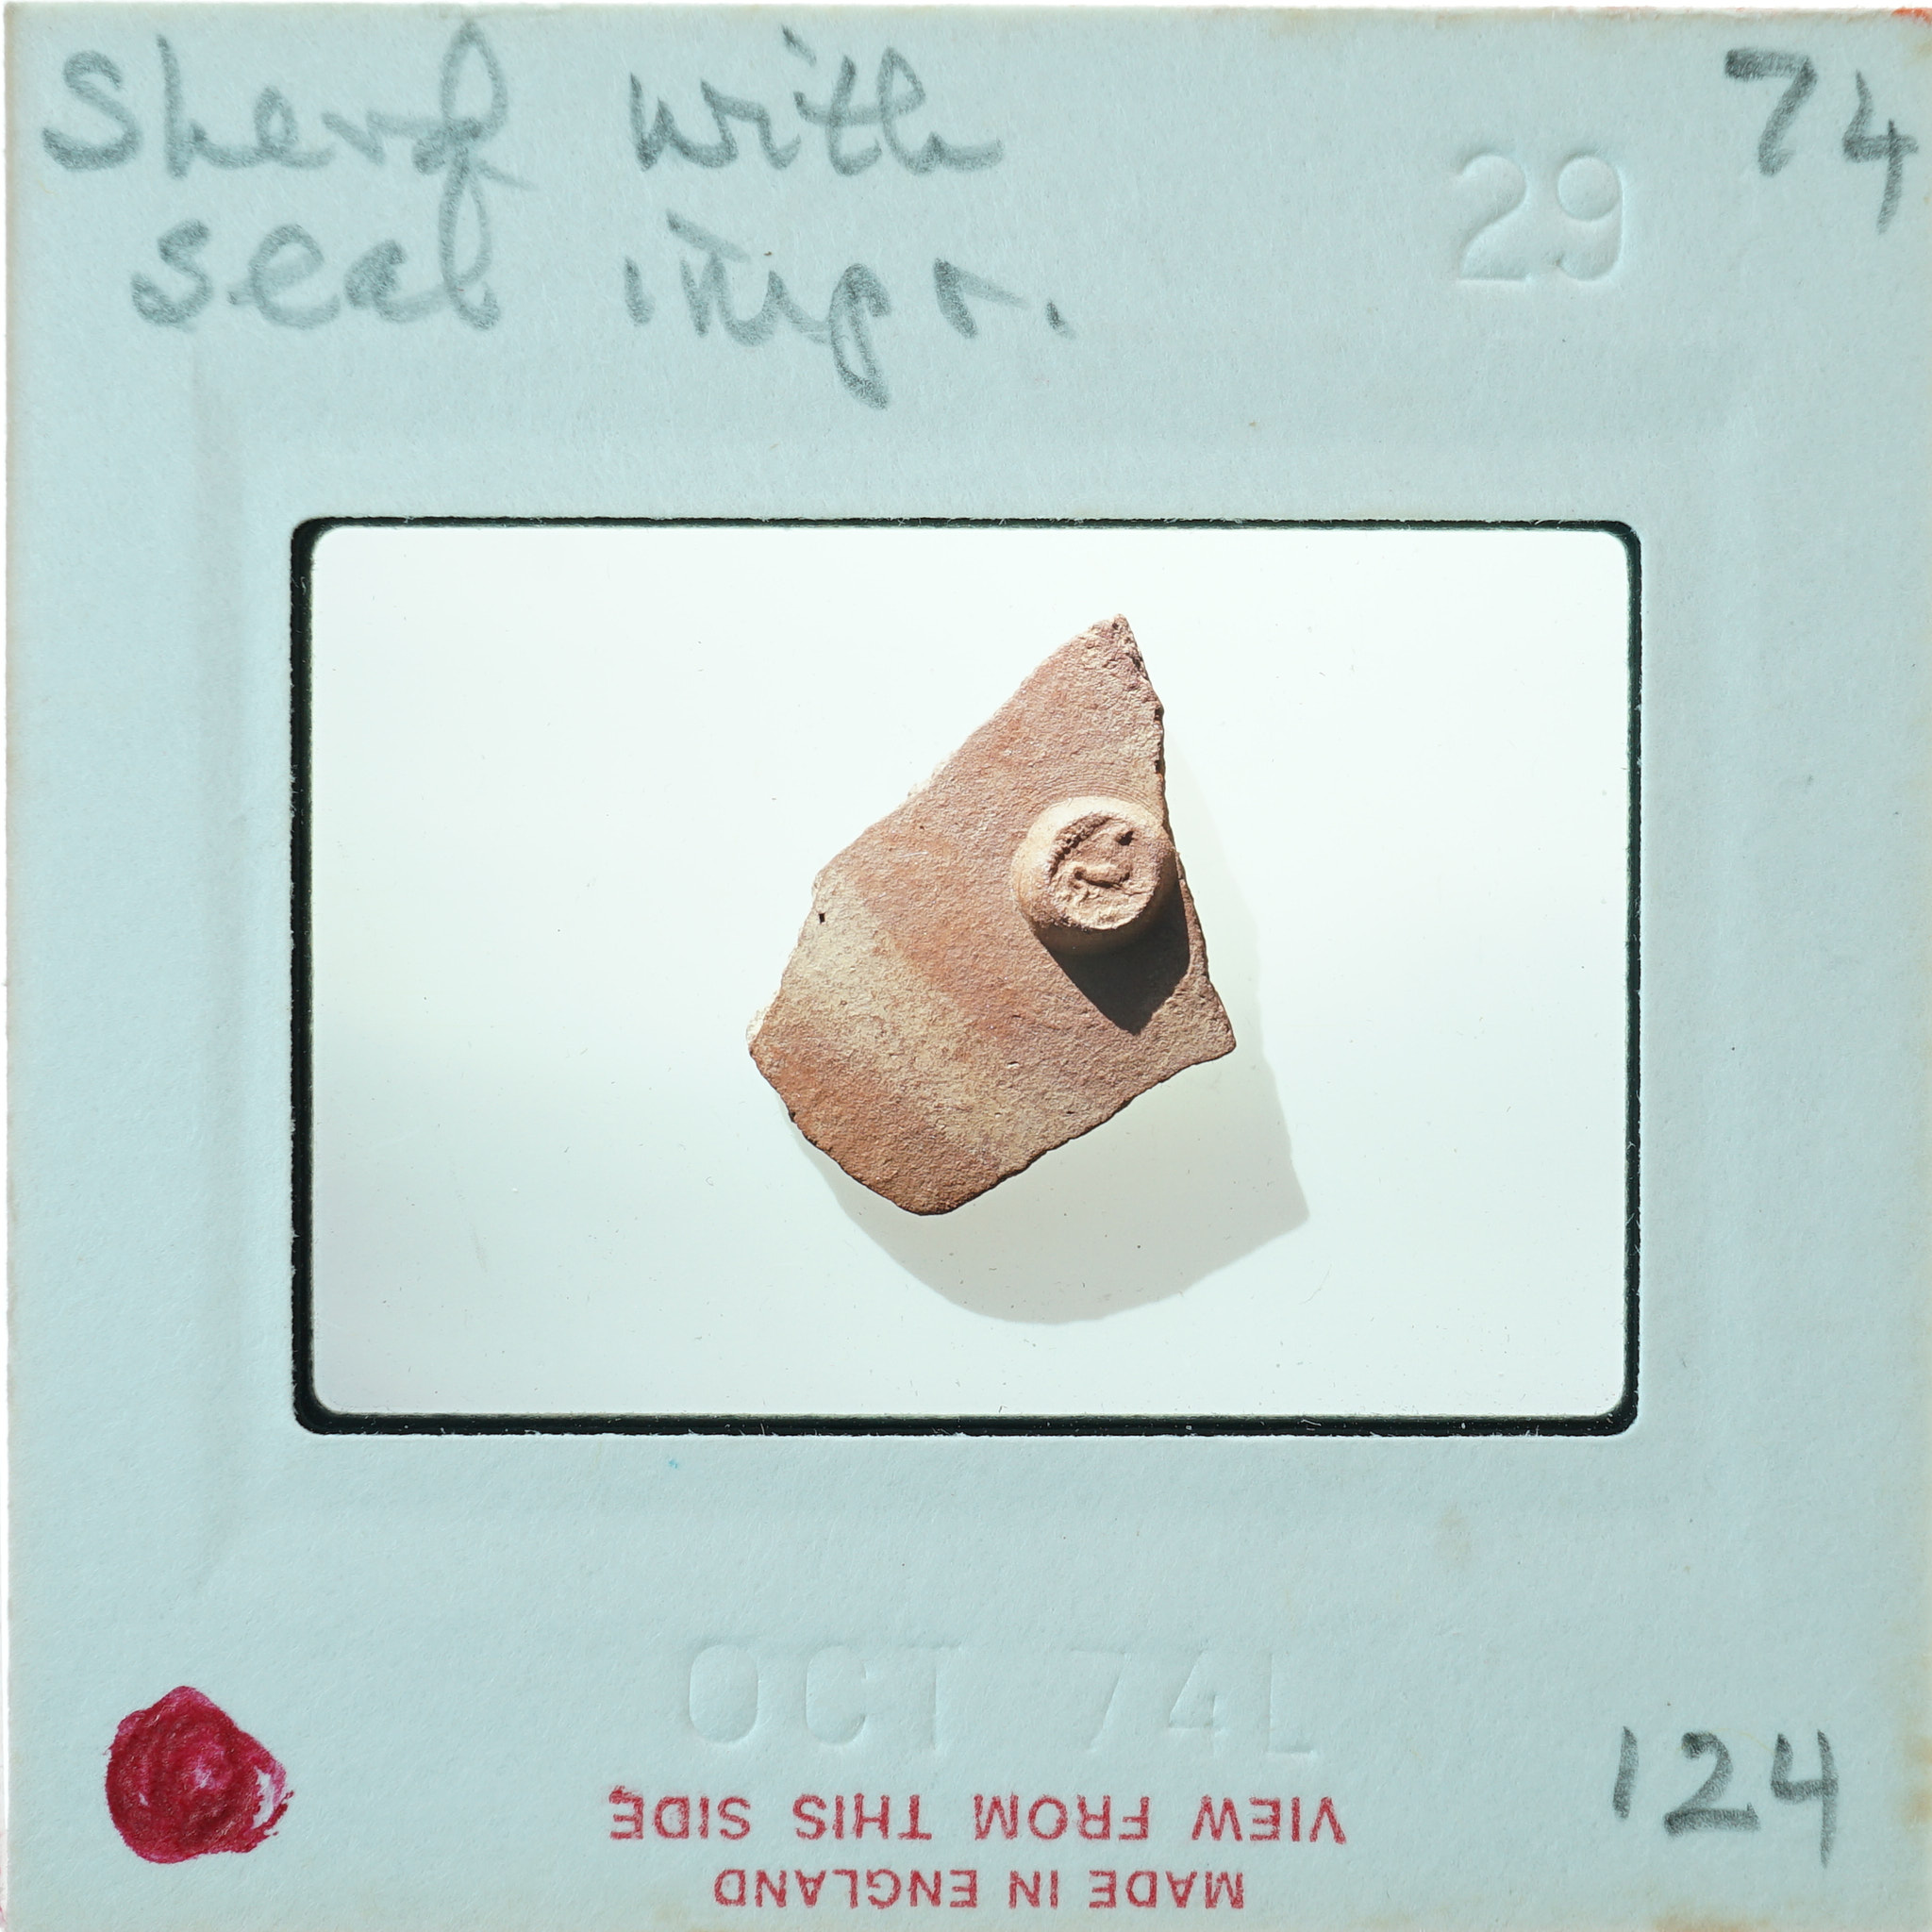 Sherd with
seal impr.
74
29
OCT 74L
124
VIEW FROM THIS SIDE
MADE IN ENGLAND